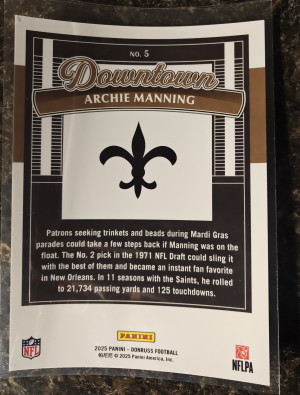 NO. 5
Downtown
ARCHIE MANNING
Patrons seeking trinkets and beads during Mardi Gras
parades could take a few steps back if Manning was on the
float. The No. 2 pick in the 1971 NFL Draft could sling it
with the best of them and became an instant fan favorite
in New Orleans. In 11 seasons with the Saints, he rolled
to 21,734 passing yards and 125 touchdowns.
PANINI
2025 PANINI - DONRUSS FOOTBALL
© 2025 Panini America, Inc.
NFL
NFLPA